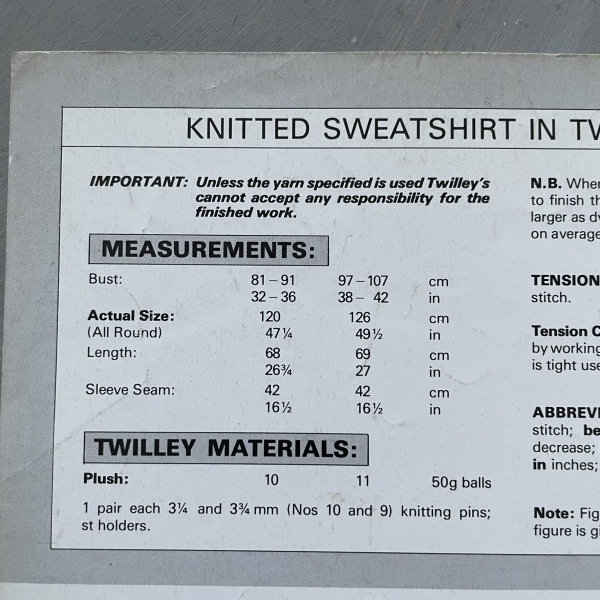 KNITTED SWEATSHIRT IN TW
IMPORTANT: Unless the yarn specified is used Twilley's
cannot accept any responsibility for the
finished work.
MEASUREMENTS:
Bust: 81 – 91 97 – 107 cm
32 – 36 38 – 42 in
Actual Size: 120 126 cm
(All Round) 47¼ 49½ in
Length: 68 69 cm
26¾ 27 in
Sleeve Seam: 42 42 cm
16½ 16½ in
TWILLEY MATERIALS:
Plush: 10 11 50g balls
1 pair each 3¼ and 3¾ mm (Nos 10 and 9) knitting pins;
st holders.
N.B. When
to finish th
larger as dy
on average
TENSION
stitch.
Tension C
by working
is tight use
ABBREVI
stitch; be
decrease;
in inches;
Note: Fig
figure is g